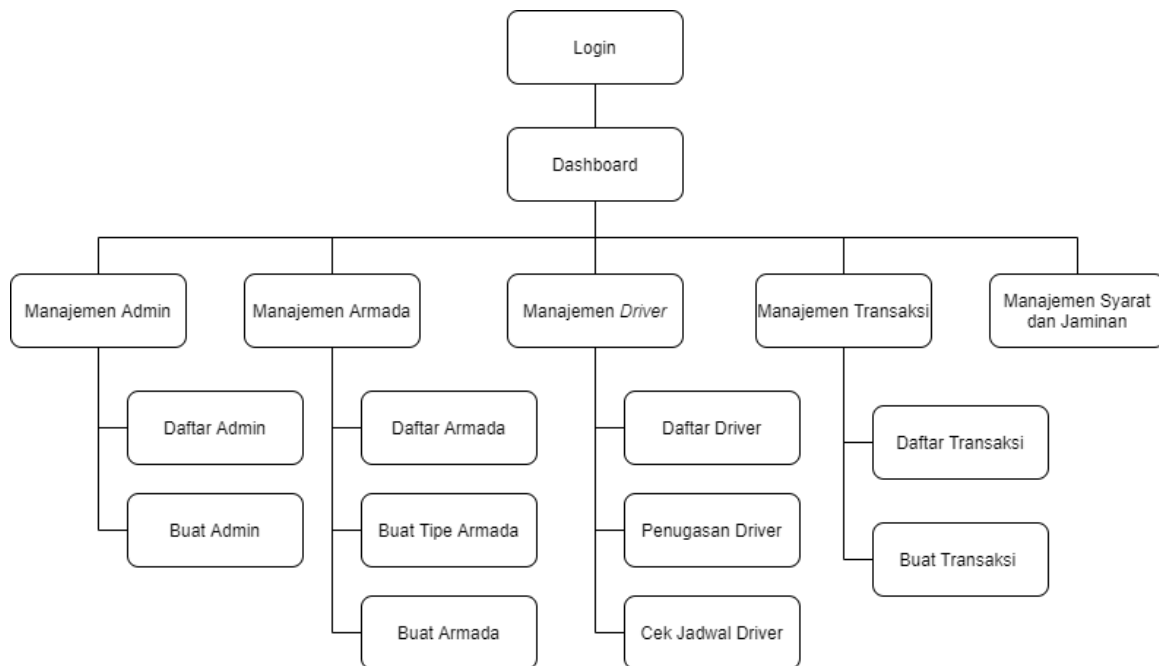 Login
Dashboard
Manajemen Admin
Manajemen Armada
Manajemen Driver
Manajemen Transaksi
Manajemen Syarat
dan Jaminan
Daftar Admin
Buat Admin
Daftar Armada
Buat Tipe Armada
Buat Armada
Daftar Driver
Penugasan Driver
Cek Jadwal Driver
Daftar Transaksi
Buat Transaksi